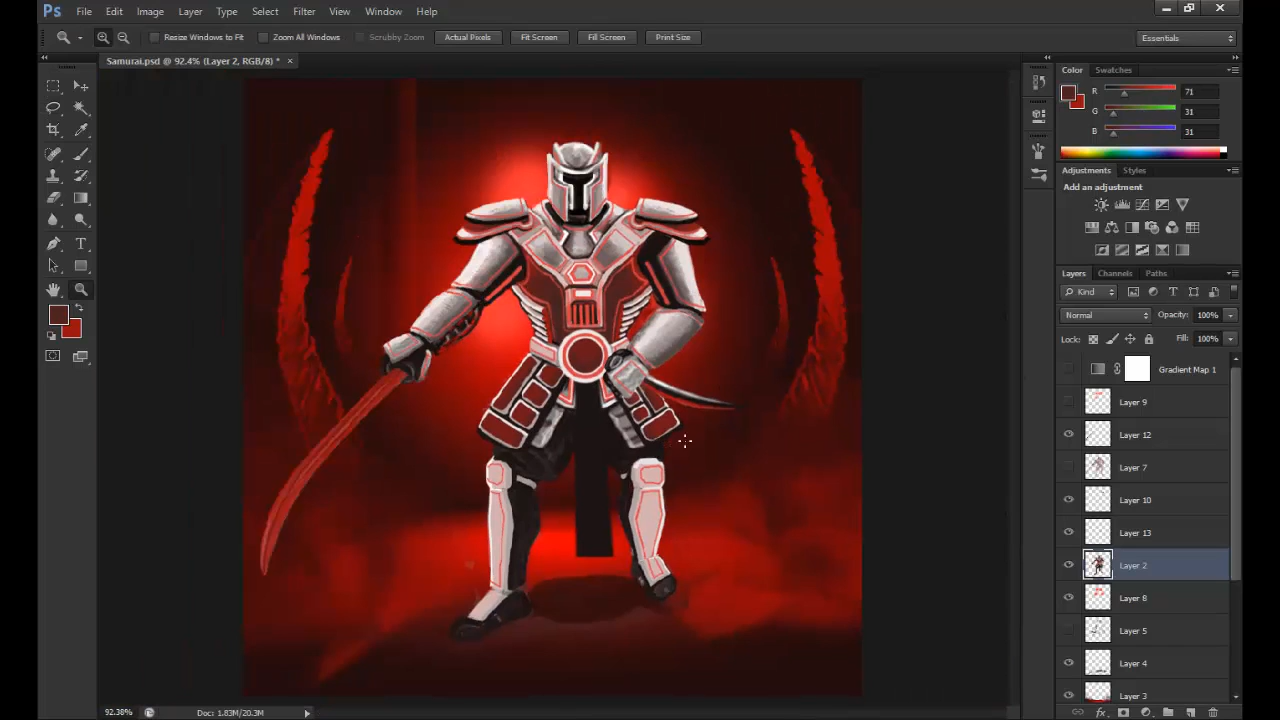 Ps File Edit Image Layer Type Select Filter View Window Help
Resize Windows to Fit Zoom All Windows Scrubby Zoom Actual Pixels Fit Screen Fill Screen Print Size Essentials
Samurai.psd @ 92.4% (Layer 2, RGB/8) * ×
Color Swatches
R 71
G 31
B 31
Adjustments Styles
Add an adjustment
Layers Channels Paths
Kind
Normal Opacity: 100%
Lock: Fill: 100%
Gradient Map 1
Layer 9
Layer 12
Layer 7
Layer 10
Layer 13
Layer 2
Layer 8
Layer 5
Layer 4
Layer 3
92.38% Doc: 1.83M/20.3M